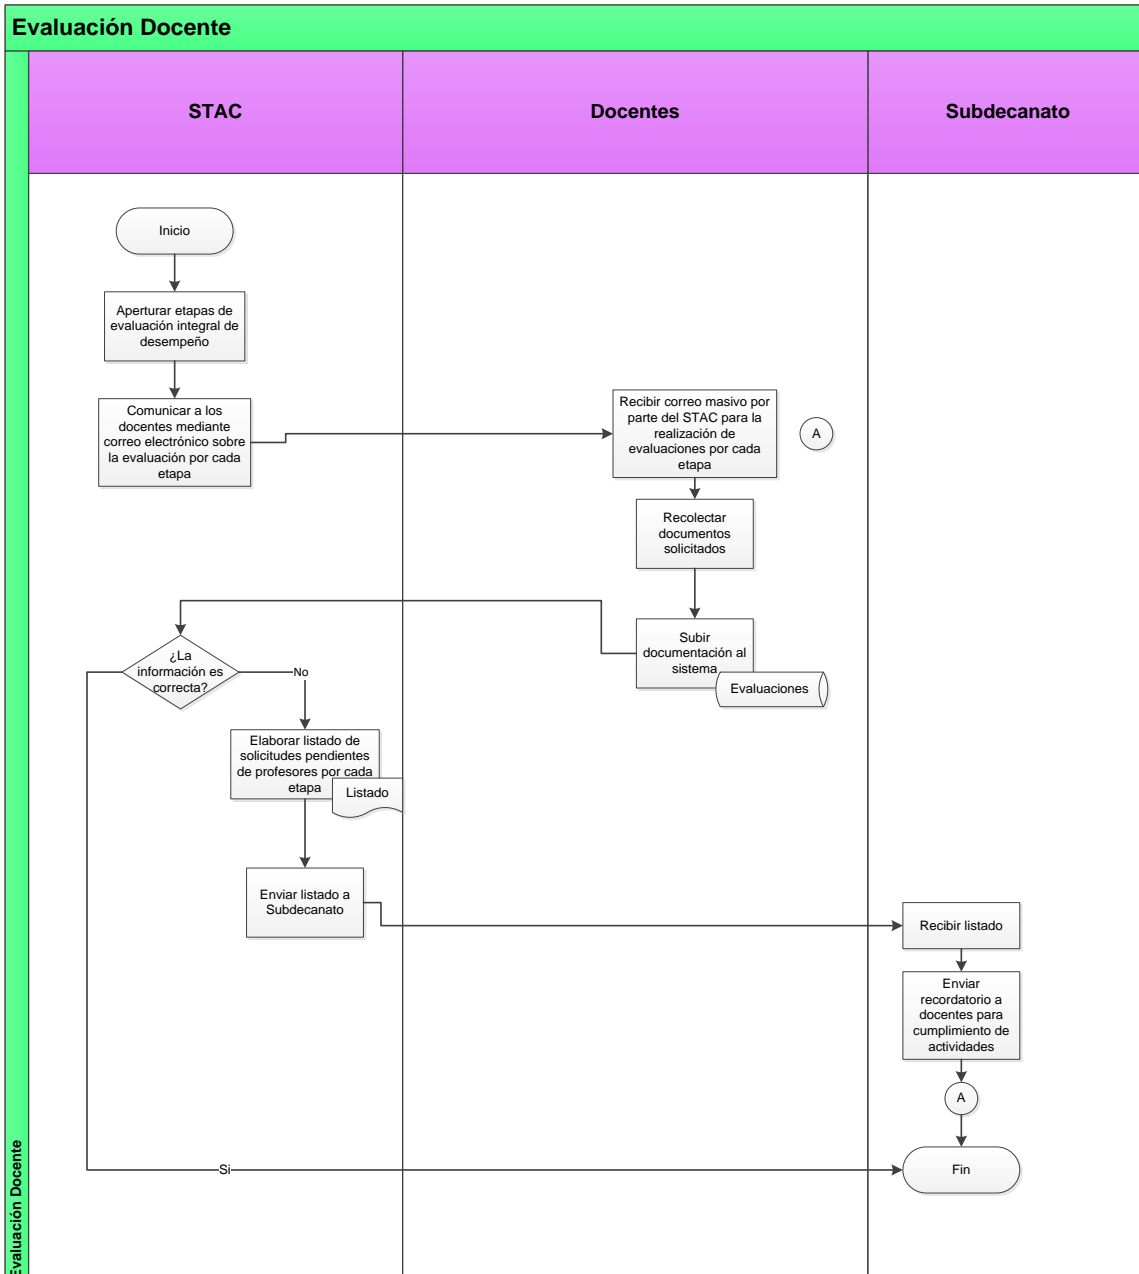 Evaluación Docente
STAC
Docentes
Subdecanato
Inicio
Aperturar etapas de
evaluación integral de
desempeño
Comunicar a los
docentes mediante
correo electrónico sobre
la evaluación por cada
etapa
Recibir correo masivo por
parte del STAC para la
realización de
evaluaciones por cada
etapa
A
Recolectar
documentos
solicitados
Subir
documentación al
sistema
Evaluaciones
¿La
información es
correcta?
No
Elaborar listado de
solicitudes pendientes
de profesores por cada
etapa
Listado
Enviar listado a
Subdecanato
Recibir listado
Enviar
recordatorio a
docentes para
cumplimiento de
actividades
A
Si
Fin
Evaluación Docente